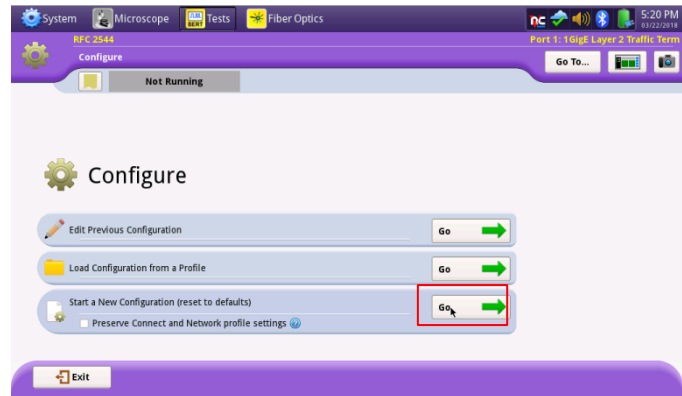 System Microscope Tests Fiber Optics nc 5:20 PM
03/22/2018
RFC 2544 Port 1: 1GigE Layer 2 Traffic Term
Configure Go To...
Not Running
Configure
Edit Previous Configuration Go
Load Configuration from a Profile Go
Start a New Configuration (reset to defaults) Go
Preserve Connect and Network profile settings
Exit